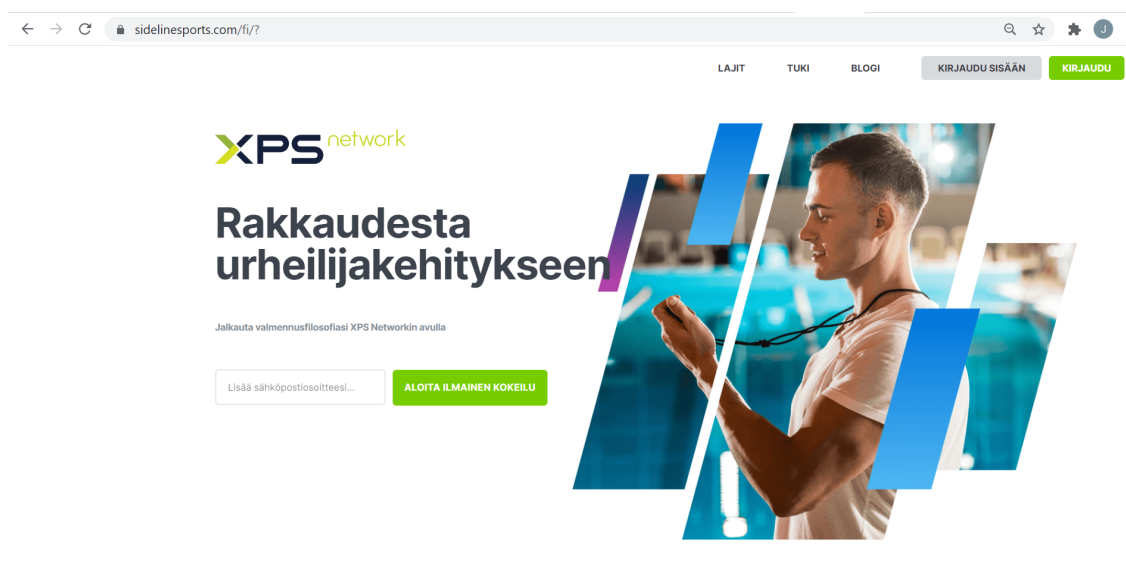 sidelinesports.com/fi/?
J
LAJIT TUKI BLOGI KIRJAUDU SISÄÄN KIRJAUDU
XPS network
Rakkaudesta
urheilijakehitykseen
Jalkauta valmennusfilosofiasi XPS Networkin avulla
Lisää sähköpostiosoitteesi... ALOITA ILMAINEN KOKEILU